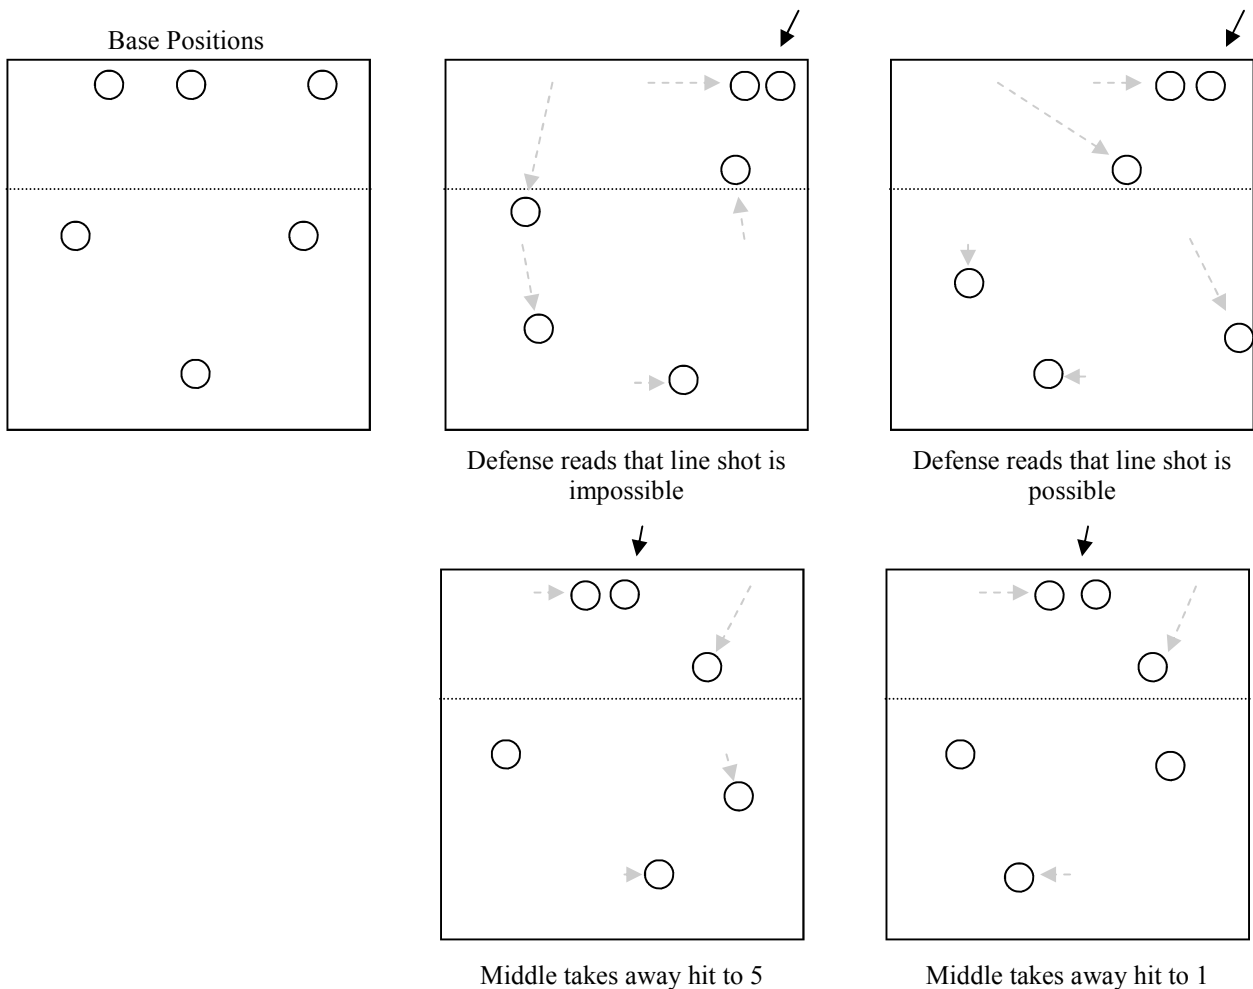 Base Positions
Defense reads that line shot is
impossible
Defense reads that line shot is
possible
Middle takes away hit to 5
Middle takes away hit to 1